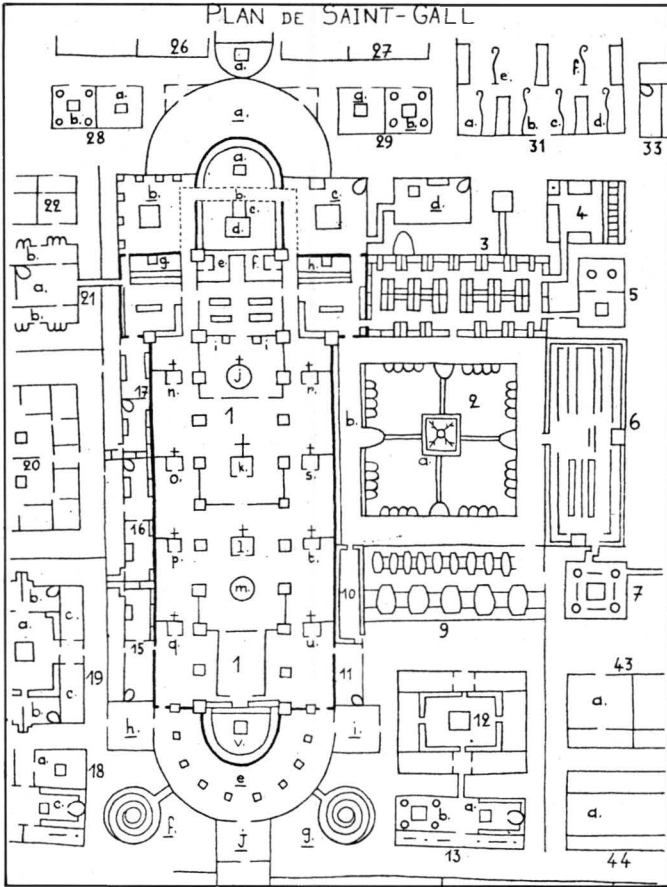 PLAN DE SAINT-GALL
26 a. 27 e. f.
a. a. b. a. b. a. b. c. d.
28 29 31 33
a.
22 b. b. c. d. 4
c.
d. 3
b. g. e. f. h.
a. 5
b. 21
i i
17 n. j r. b. 2 6
1
20 o. k. s. a.
16 p. l. t.
b. m. 10 7
a. c. q. u. 9
15 1 11 43
19 a.
c. 12
b. h. v. i.
18
a. e
c. f. j g. b. a. a.
13 44